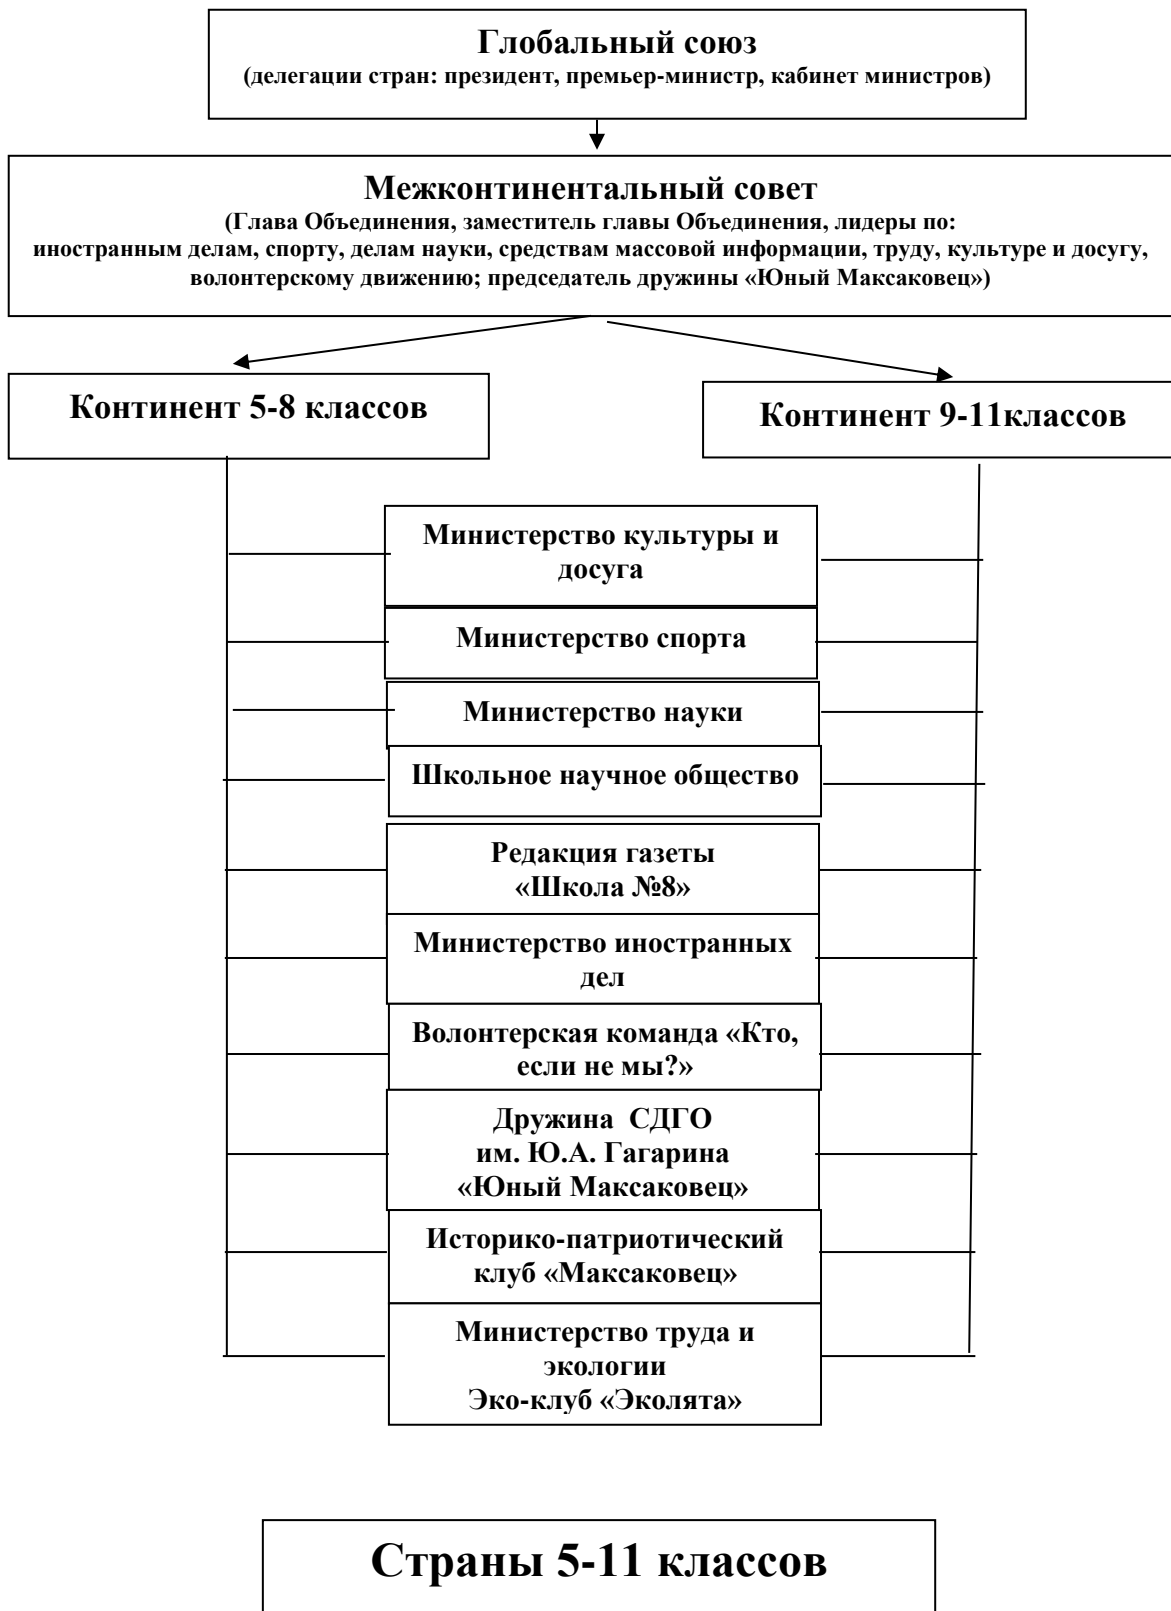 Глобальный союз
(делегации стран: президент, премьер-министр, кабинет министров)
Межконтинентальный совет
(Глава Объединения, заместитель главы Объединения, лидеры по:
иностранным делам, спорту, делам науки, средствам массовой информации, труду, культуре и досугу,
волонтерскому движению; председатель дружины «Юный Максаковец»)
Континент 5-8 классов
Континент 9-11классов
Министерство культуры и
досуга
Министерство спорта
Министерство науки
Школьное научное общество
Редакция газеты
«Школа №8»
Министерство иностранных
дел
Волонтерская команда «Кто,
если не мы?»
Дружина СДГО
им. Ю.А. Гагарина
«Юный Максаковец»
Историко-патриотический
клуб «Максаковец»
Министерство труда и
экологии
Эко-клуб «Эколята»
Страны 5-11 классов